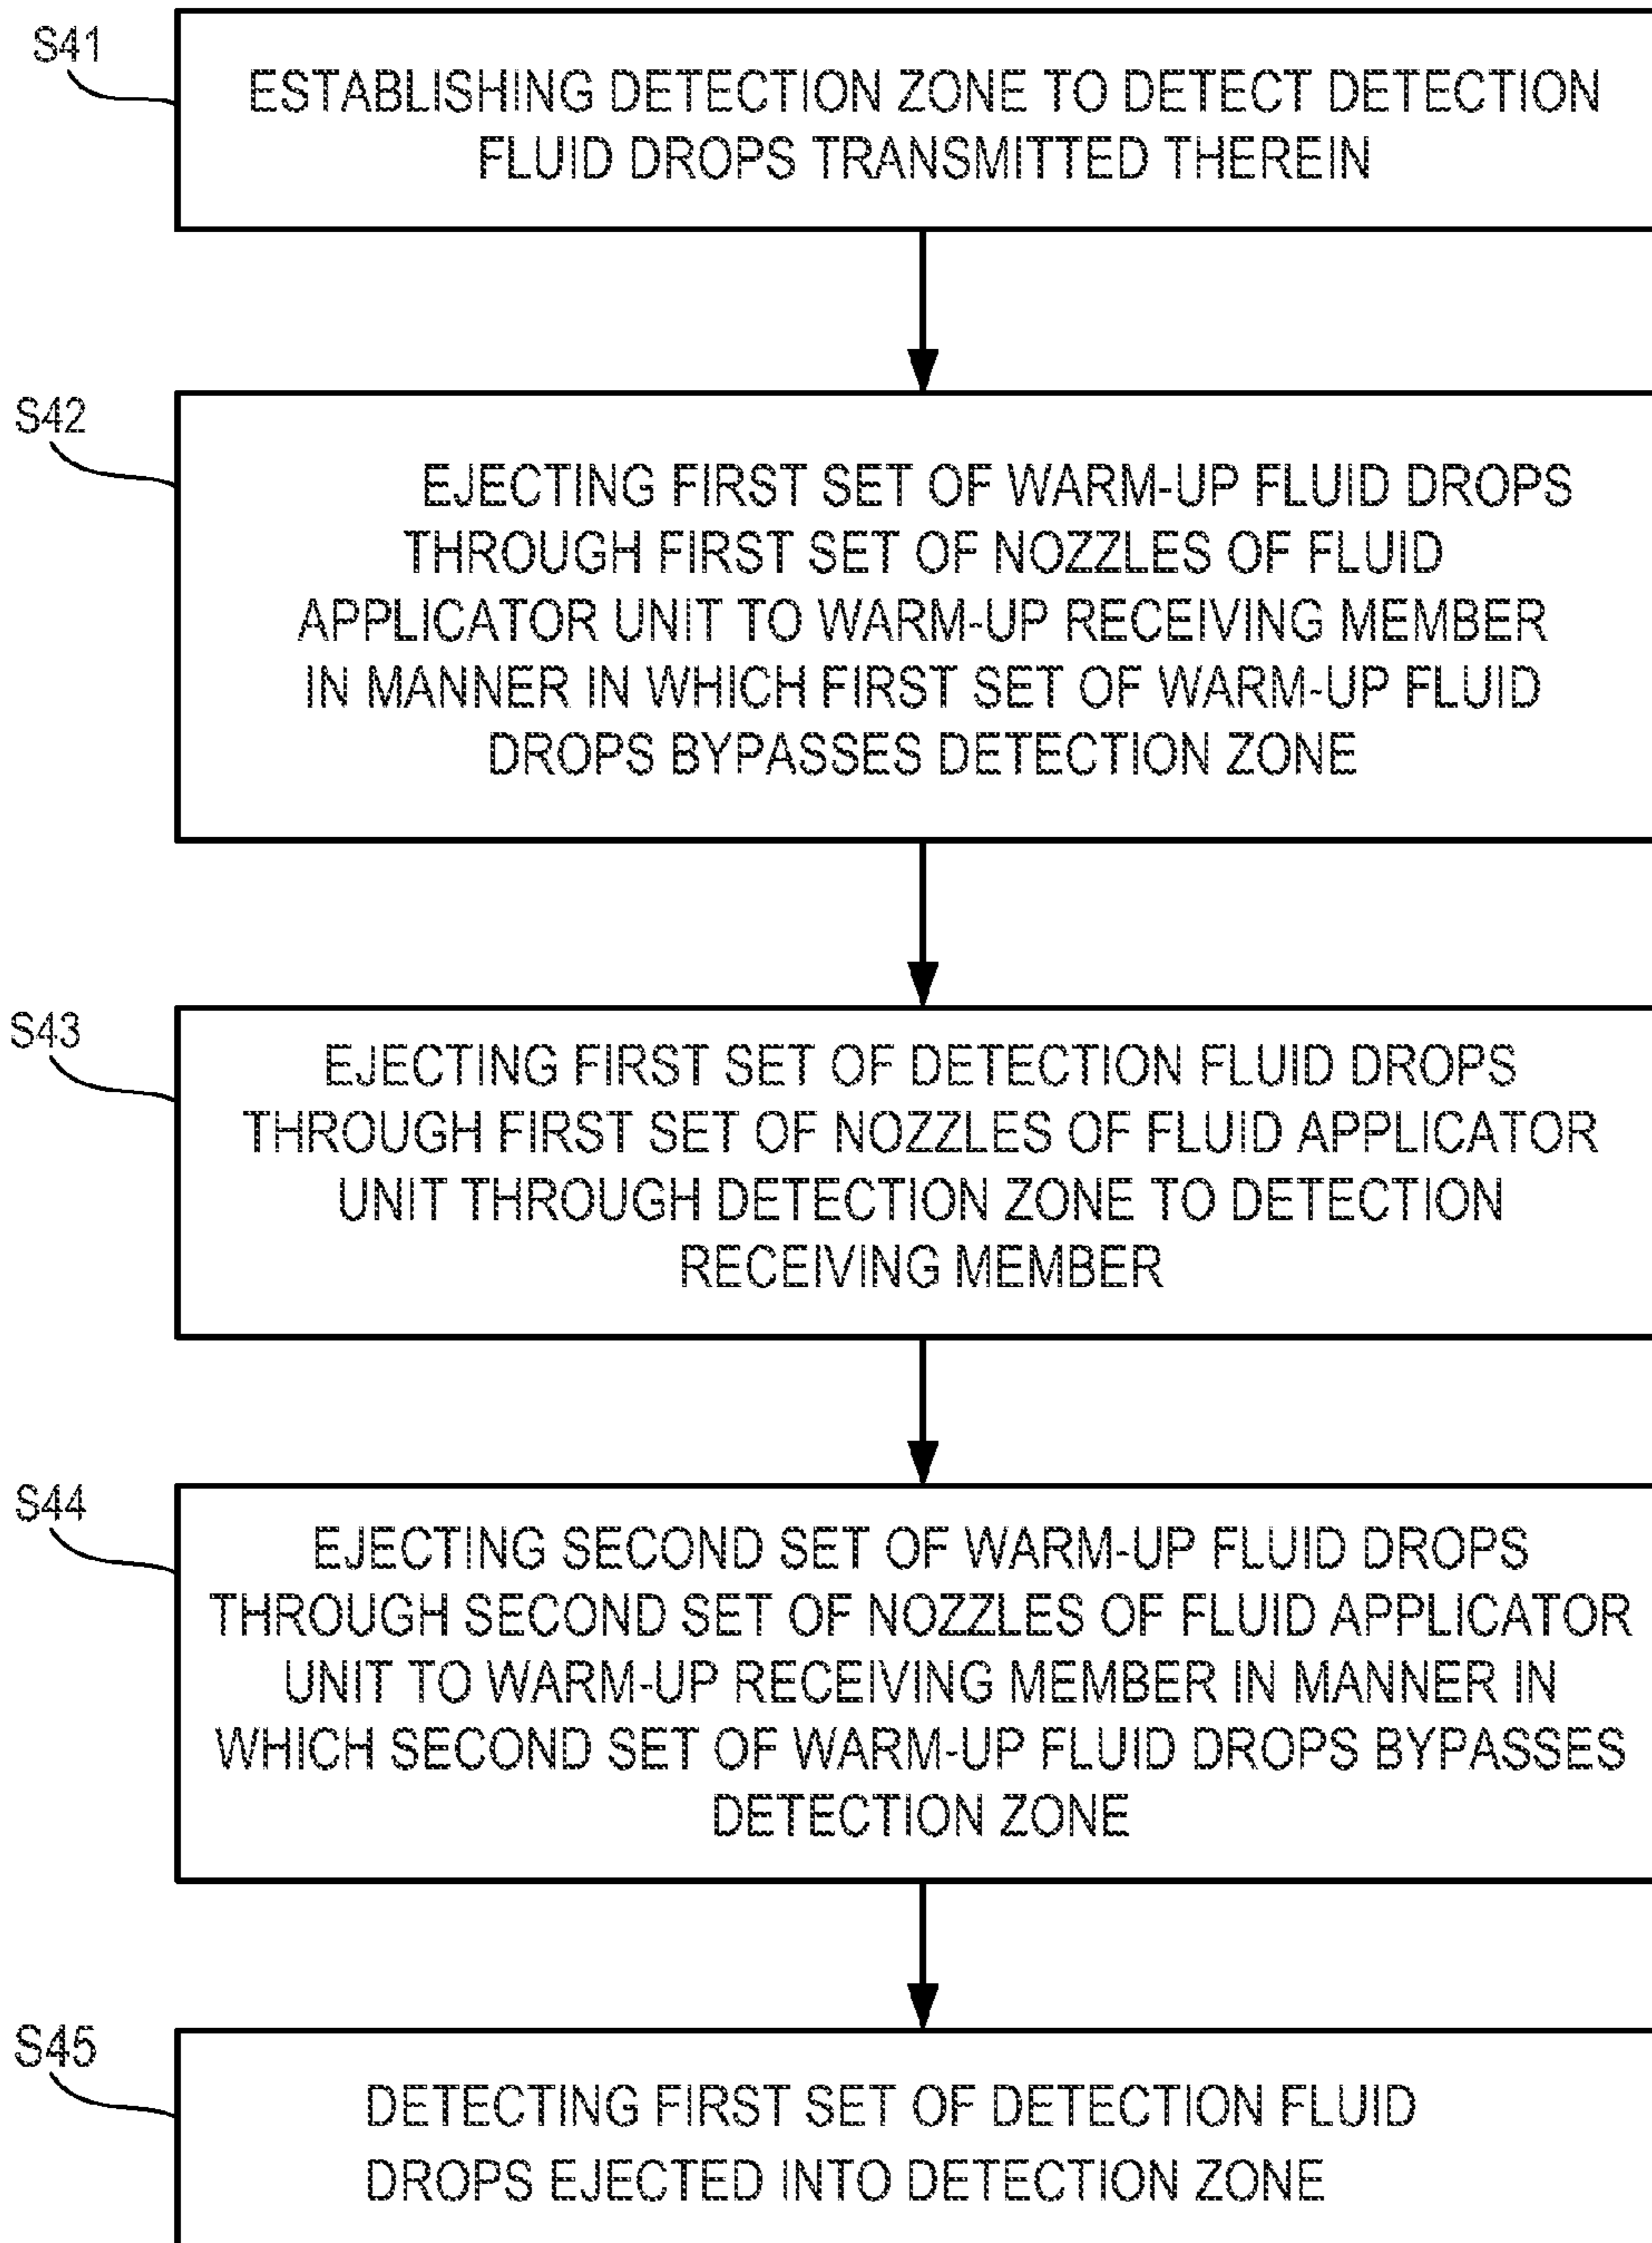 S41
ESTABLISHING DETECTION ZONE TO DETECT DETECTION
FLUID DROPS TRANSMITTED THEREIN
S42
EJECTING FIRST SET OF WARM-UP FLUID DROPS
THROUGH FIRST SET OF NOZZLES OF FLUID
APPLICATOR UNIT TO WARM-UP RECEIVING MEMBER
IN MANNER IN WHICH FIRST SET OF WARM-UP FLUID
DROPS BYPASSES DETECTION ZONE
S43
EJECTING FIRST SET OF DETECTION FLUID DROPS
THROUGH FIRST SET OF NOZZLES OF FLUID APPLICATOR
UNIT THROUGH DETECTION ZONE TO DETECTION
RECEIVING MEMBER
S44
EJECTING SECOND SET OF WARM-UP FLUID DROPS
THROUGH SECOND SET OF NOZZLES OF FLUID APPLICATOR
UNIT TO WARM-UP RECEIVING MEMBER IN MANNER IN
WHICH SECOND SET OF WARM-UP FLUID DROPS BYPASSES
DETECTION ZONE
S45
DETECTING FIRST SET OF DETECTION FLUID
DROPS EJECTED INTO DETECTION ZONE